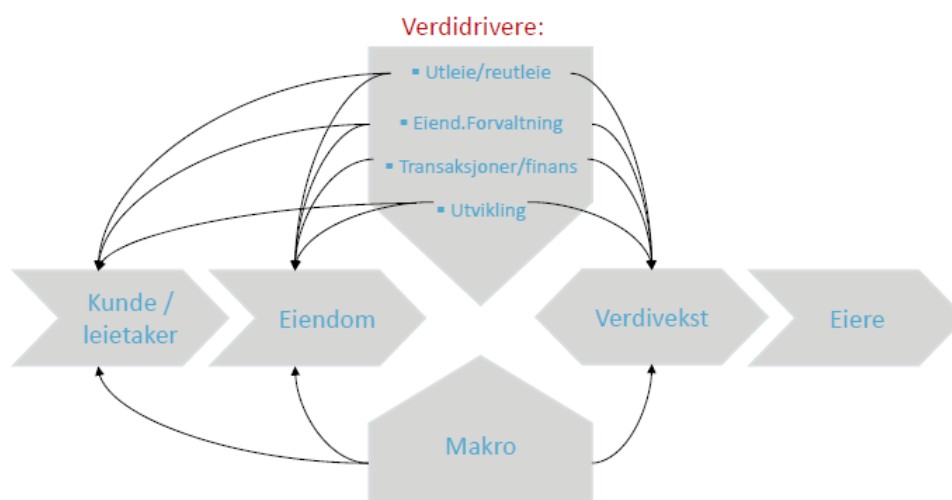 Verdidrivere:
▪ Utleie/reutleie
▪ Eiend.Forvaltning
▪ Transaksjoner/finans
▪ Utvikling
Kunde /
leietaker
Eiendom
Verdivekst
Eiere
Makro